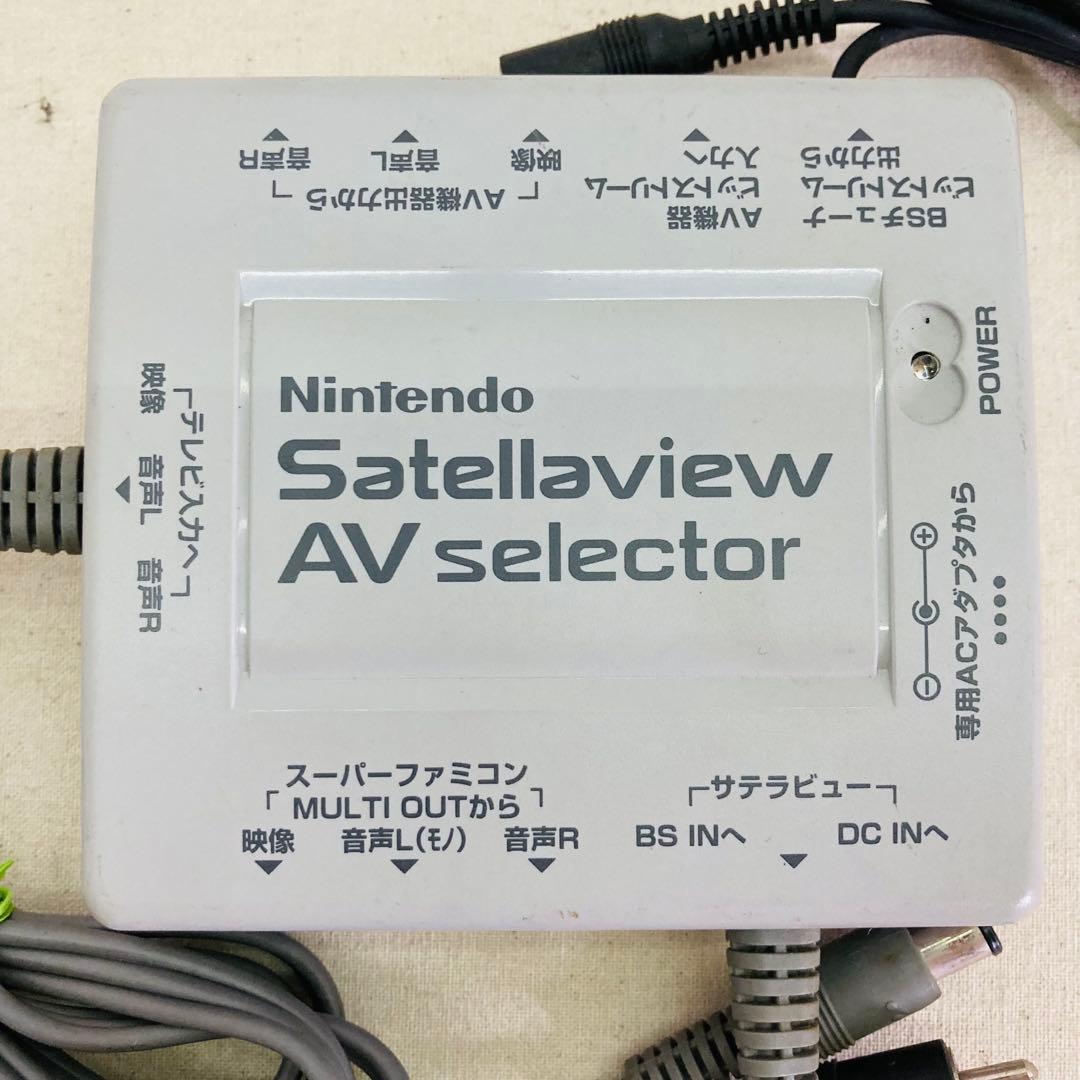 音声R
音声L
映像
AV機器出力から
AV機器
ビットストリーム
入力へ
BSチューナ
ビットストリーム
出力から
テレビ入力へ
映像
音声L
音声R
Nintendo
Satellaview
AV selector
POWER
専用ACアダプタから
スーパーファミコン
MULTI OUTから
映像
音声L(モノ)
音声R
サテラビュー
BS INへ
DC INへ